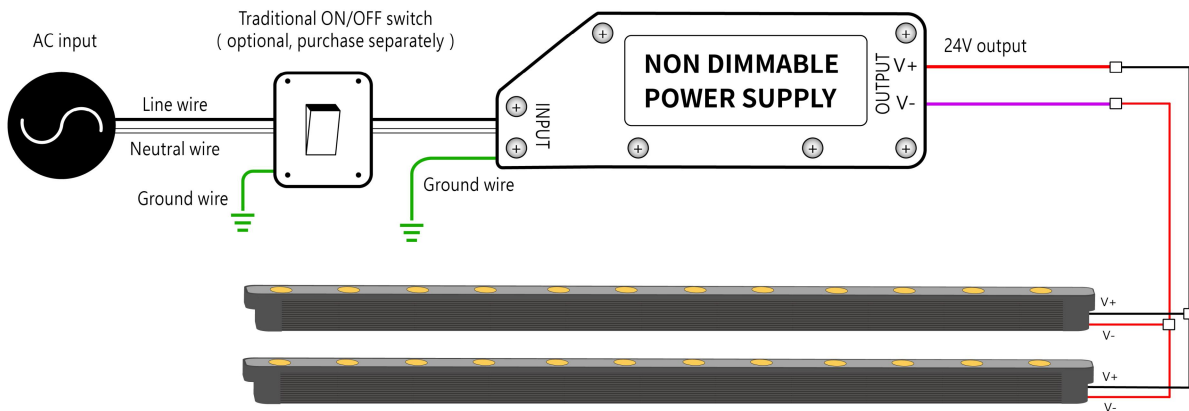 Traditional ON/OFF switch
( optional, purchase separately )
AC input
24V output
Line wire
Neutral wire
Ground wire
Ground wire
INPUT
NON DIMMABLE
POWER SUPPLY
OUTPUT
V+
V-
V+
V-
V+
V-